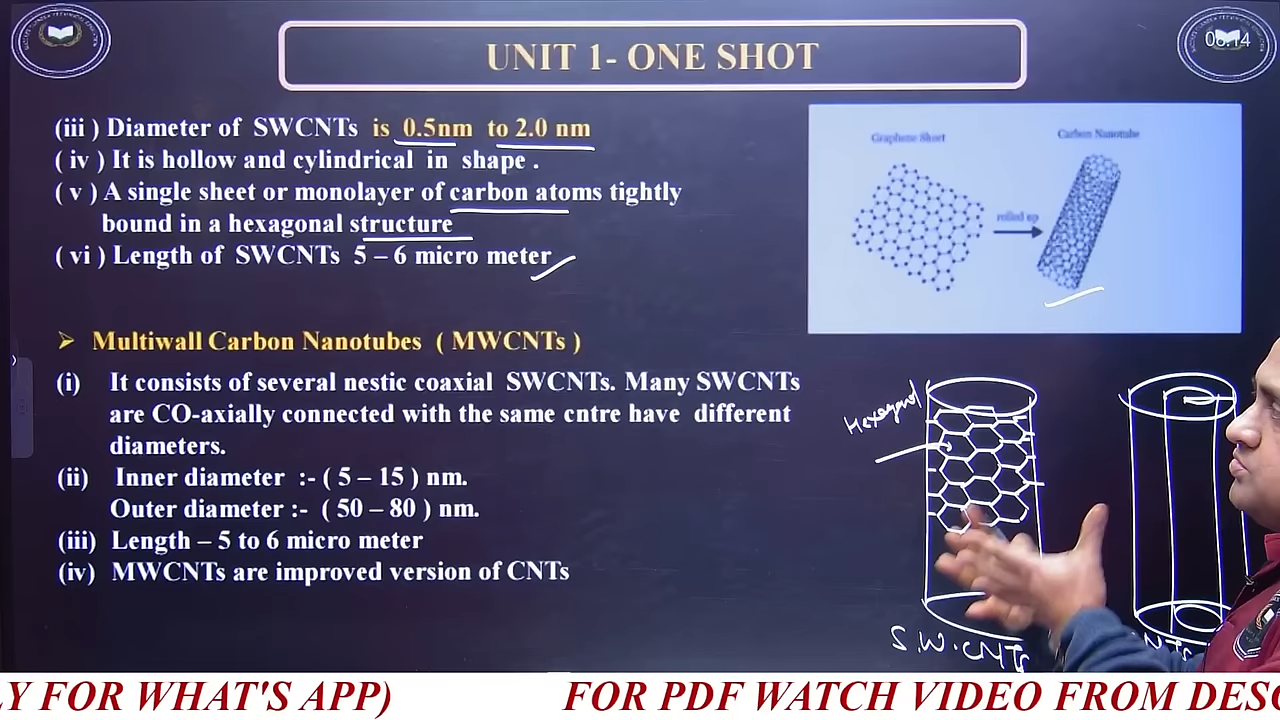 UNIT 1- ONE SHOT
06:14
(iii ) Diameter of SWCNTs is 0.5nm to 2.0 nm
( iv ) It is hollow and cylindrical in shape .
( v ) A single sheet or monolayer of carbon atoms tightly
bound in a hexagonal structure
( vi ) Length of SWCNTs 5 – 6 micro meter
Graphene Sheet
Carbon Nanotube
rolled up
Multiwall Carbon Nanotubes ( MWCNTs )
(i) It consists of several nestic coaxial SWCNTs. Many SWCNTs
are CO-axially connected with the same cntre have different
diameters.
(ii) Inner diameter :- ( 5 – 15 ) nm.
Outer diameter :- ( 50 – 80 ) nm.
(iii) Length – 5 to 6 micro meter
(iv) MWCNTs are improved version of CNTs
LY FOR WHAT'S APP)
FOR PDF WATCH VIDEO FROM DESC